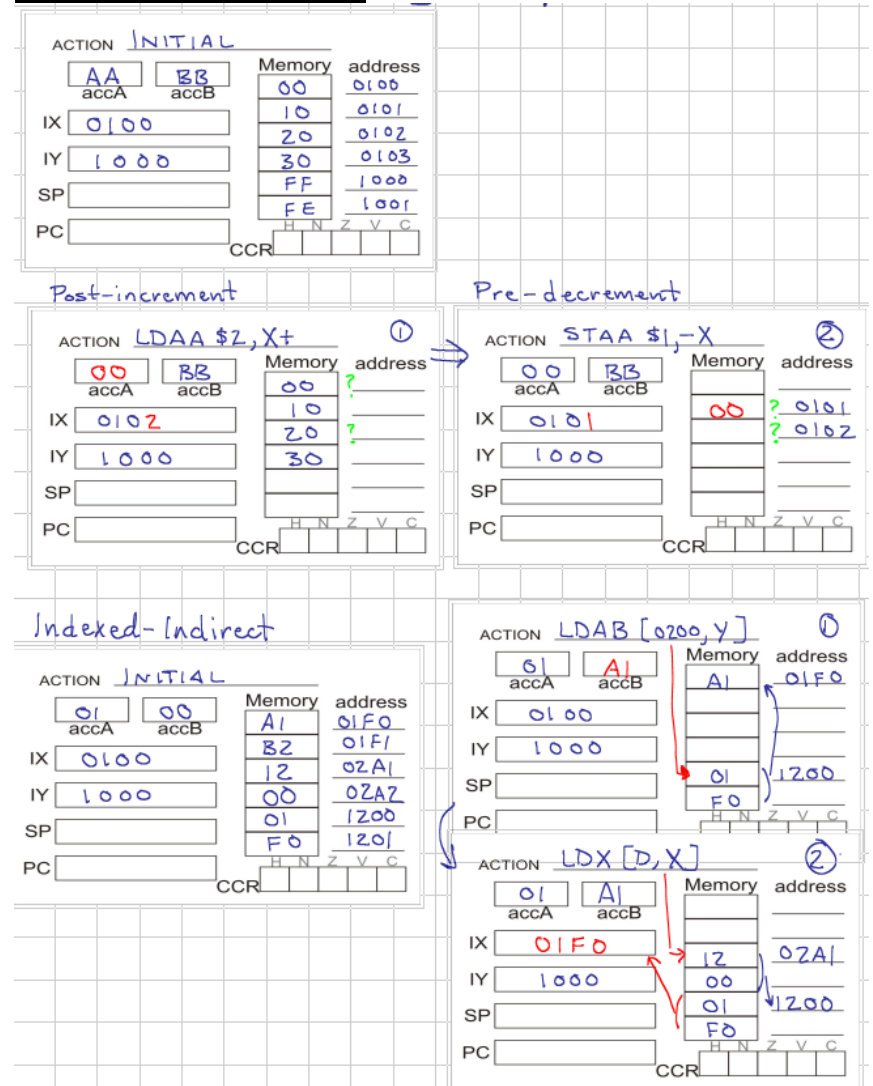 ACTION INITIAL
AA BB
accA accB
IX 0100
IY 1000
SP
PC
Memory address
00 0100
10 0101
20 0102
30 0103
FF 1000
FE 1001
H N Z V C
CCR
Post-increment
ACTION LDAA $2, X+ ①
00 BB
accA accB
IX 0102
IY 1000
SP
PC
Memory address
00 ?
10
20 ?
30
H N Z V C
CCR
Pre-decrement
ACTION STAA $1, -X ②
00 BB
accA accB
IX 0101
IY 1000
SP
PC
Memory address
00 ? 0101
? 0102
H N Z V C
CCR
Indexed-Indirect
ACTION INITIAL
01 00
accA accB
IX 0100
IY 1000
SP
PC
Memory address
A1 01F0
B2 01F1
12 02A1
00 02A2
01 1200
F0 1201
H N Z V C
CCR
ACTION LDAB [0200, Y] ①
01 A1
accA accB
IX 0100
IY 1000
SP
PC
Memory address
A1 01F0
01 1200
F0
H N Z V C
ACTION LDX [D, X] ②
01 A1
accA accB
IX 01F0
IY 1000
SP
PC
Memory address
12 02A1
00
01 1200
F0
H N Z V C
CCR